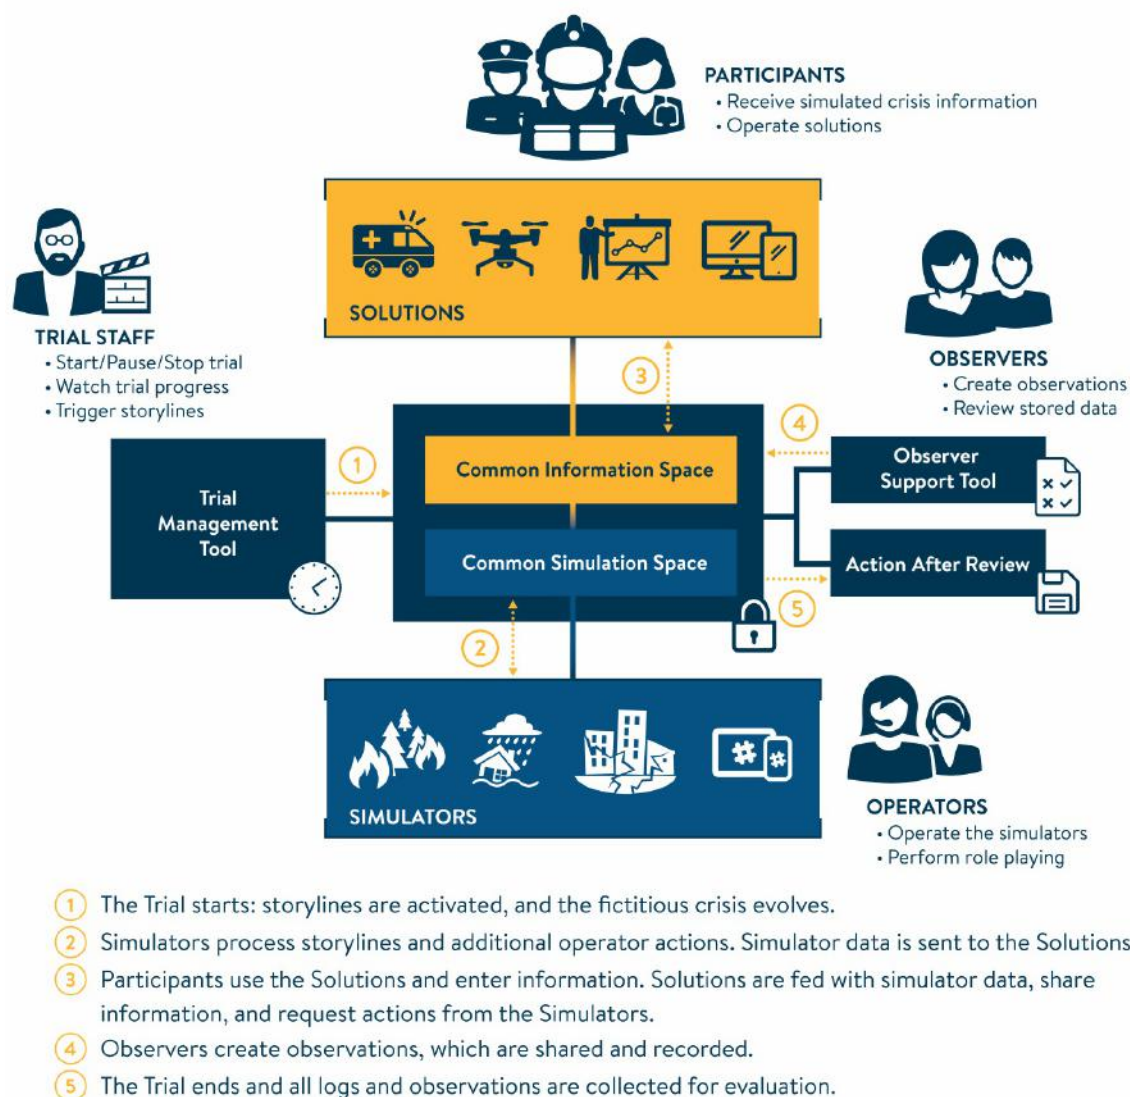 PARTICIPANTS
• Receive simulated crisis information
• Operate solutions
SOLUTIONS
TRIAL STAFF
• Start/Pause/Stop trial
• Watch trial progress
• Trigger storylines
OBSERVERS
• Create observations
• Review stored data
3
4
1
Common Information Space
Observer
Support Tool
Trial
Management
Tool
Common Simulation Space
Action After Review
5
2
SIMULATORS
#
#
OPERATORS
• Operate the simulators
• Perform role playing
1 The Trial starts: storylines are activated, and the fictitious crisis evolves.
2 Simulators process storylines and additional operator actions. Simulator data is sent to the Solutions
3 Participants use the Solutions and enter information. Solutions are fed with simulator data, share
information, and request actions from the Simulators.
4 Observers create observations, which are shared and recorded.
5 The Trial ends and all logs and observations are collected for evaluation.